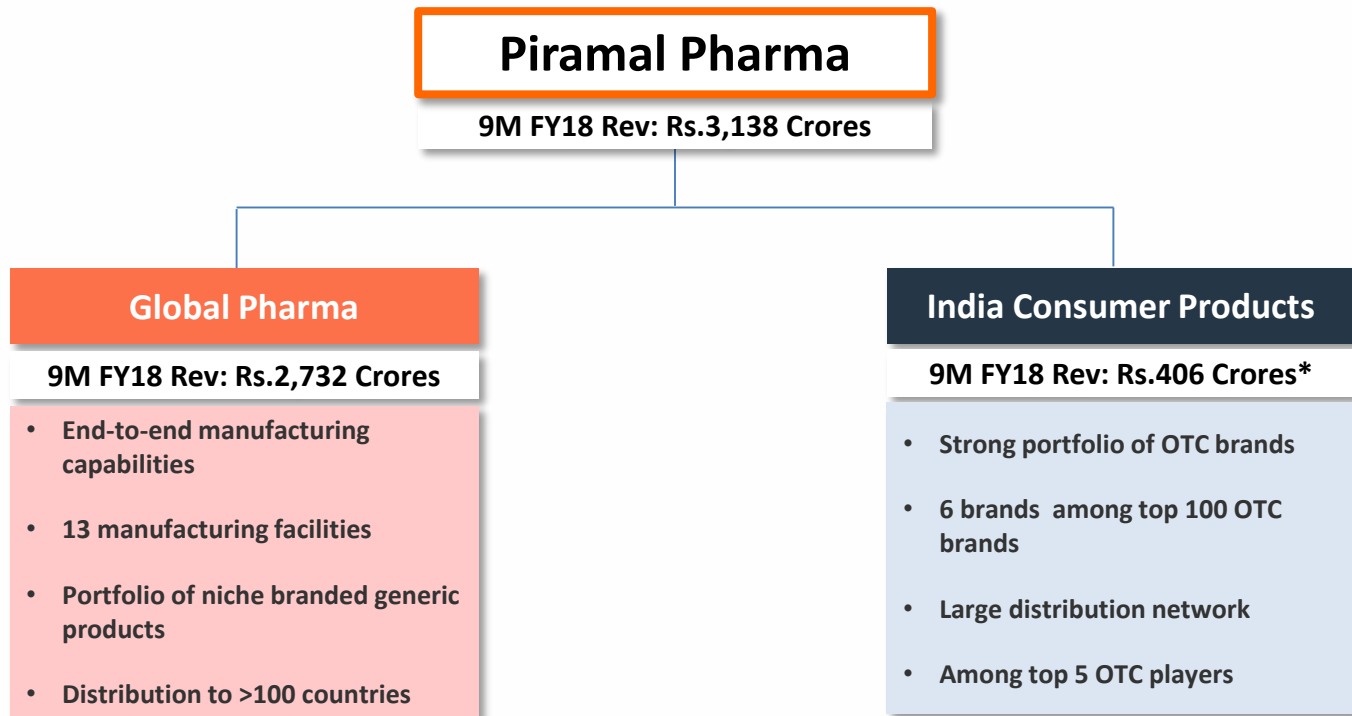 Piramal Pharma
9M FY18 Rev: Rs.3,138 Crores
Global Pharma
9M FY18 Rev: Rs.2,732 Crores
• End-to-end manufacturing
capabilities
• 13 manufacturing facilities
• Portfolio of niche branded generic
products
• Distribution to >100 countries
India Consumer Products
9M FY18 Rev: Rs.406 Crores*
• Strong portfolio of OTC brands
• 6 brands among top 100 OTC
brands
• Large distribution network
• Among top 5 OTC players